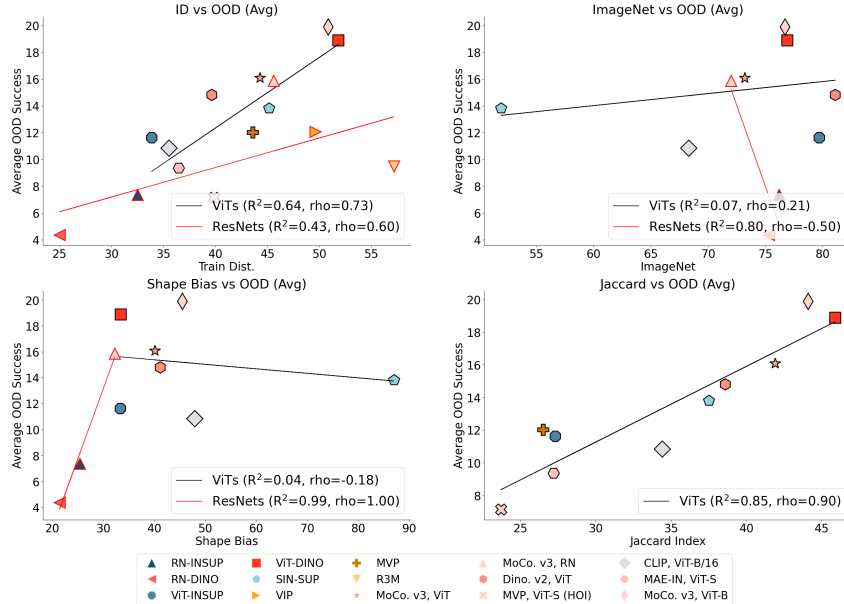 ID vs OOD (Avg)
Average OOD Success
20
18
16
14
12
10
8
6
4
25
30
35
40
45
50
55
Train Dist.
ViTs (R²=0.64, rho=0.73)
ResNets (R²=0.43, rho=0.60)
ImageNet vs OOD (Avg)
Average OOD Success
20
18
16
14
12
10
8
6
4
55
60
65
70
75
80
ImageNet
ViTs (R²=0.07, rho=0.21)
ResNets (R²=0.80, rho=-0.50)
Shape Bias vs OOD (Avg)
Average OOD Success
20
18
16
14
12
10
8
6
4
20
30
40
50
60
70
80
90
Shape Bias
ViTs (R²=0.04, rho=-0.18)
ResNets (R²=0.99, rho=1.00)
Jaccard vs OOD (Avg)
Average OOD Success
20
18
16
14
12
10
8
25
30
35
40
45
Jaccard Index
ViTs (R²=0.85, rho=0.90)
RN-INSUP
RN-DINO
ViT-INSUP
ViT-DINO
SIN-SUP
VIP
MVP
R3M
MoCo. v3, ViT
MoCo. v3, RN
Dino. v2, ViT
MVP, ViT-S (HOI)
CLIP, ViT-B/16
MAE-IN, ViT-S
MoCo. v3, ViT-B